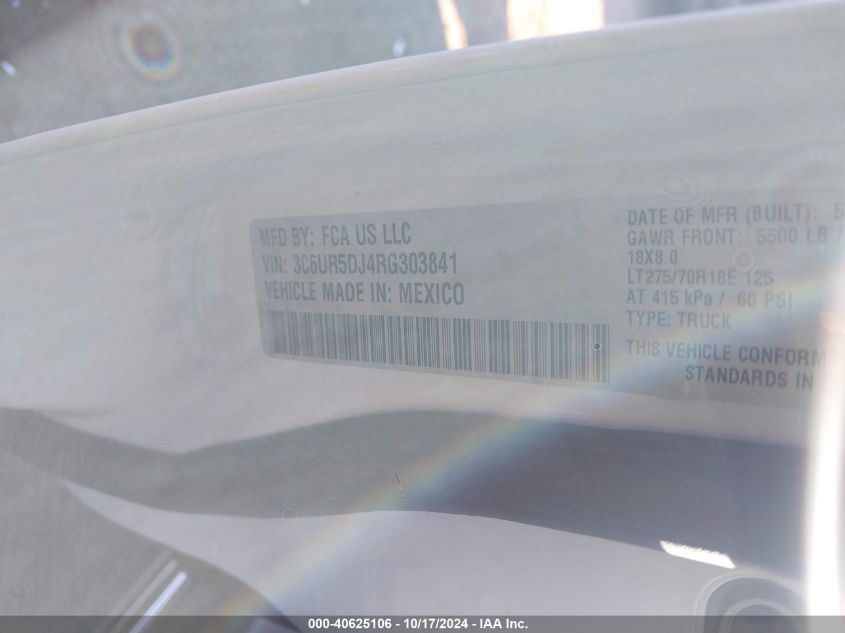 MFD BY: FCA US LLC
VIN: 3C6UR5DJ4RG303841
VEHICLE MADE IN: MEXICO
DATE OF MFR (BUILT): 5
GAWR FRONT: 5500 LB /
18X8.0
LT275/70R18E 125
AT 415 kPa / 60 PSI
TYPE: TRUCK
THIS VEHICLE CONFORM
STANDARDS IN
000-40625106 - 10/17/2024 - IAA Inc.